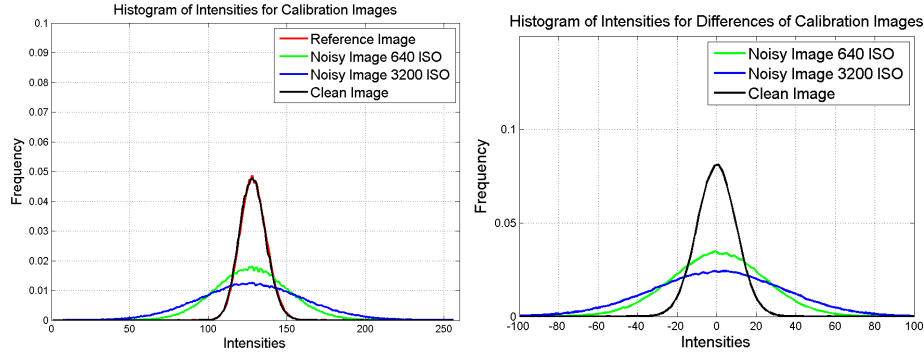 Histogram of Intensities for Calibration Images
0.1
0.09
0.08
0.07
0.06
0.05
0.04
0.03
0.02
0.01
0
Frequency
Reference Image
Noisy Image 640 ISO
Noisy Image 3200 ISO
Clean Image
0 50 100 150 200 250
Intensities
Histogram of Intensities for Differences of Calibration Images
0.1
0.05
0
Frequency
Noisy Image 640 ISO
Noisy Image 3200 ISO
Clean Image
-100 -80 -60 -40 -20 0 20 40 60 80 100
Intensities